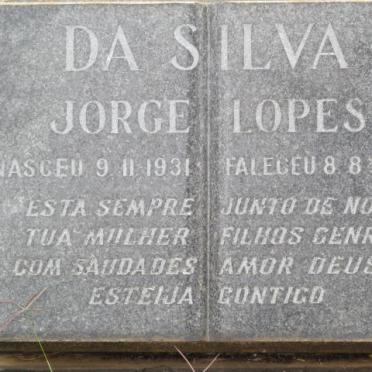 DA SILVA
JORGE LOPES
NASCEU 9.11.1931 FALECEU 8.8
ESTA SEMPRE JUNTO DE NO
TUA MULHER FILHOS GENR
COM SAUDADES AMOR DEUS
ESTEIJA CONTIGO